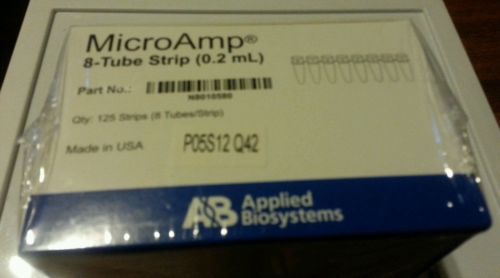 MicroAmp®
8-Tube Strip (0.2 mL)
Part No.:
N8010580
Qty: 125 Strips (8 Tubes/Strip)
Made in USA
P05S12 Q42
AB Applied
Biosystems